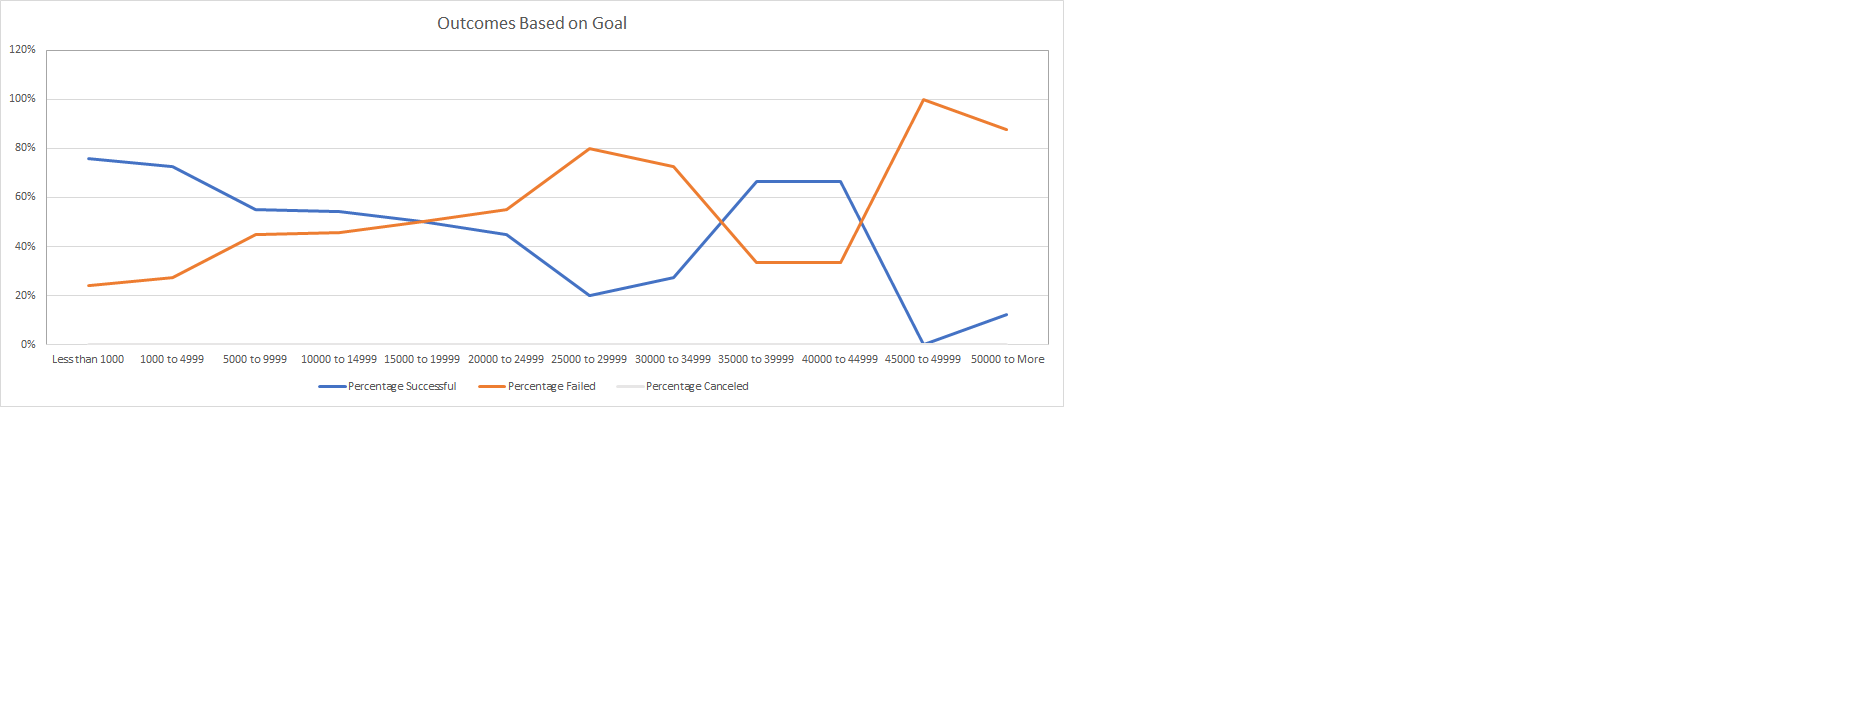 Outcomes Based on Goal
120%
100%
80%
60%
40%
20%
0%
Less than 1000 1000 to 4999 5000 to 9999 10000 to 14999 15000 to 19999 20000 to 24999 25000 to 29999 30000 to 34999 35000 to 39999 40000 to 44999 45000 to 49999 50000 to More
Percentage Successful Percentage Failed Percentage Canceled